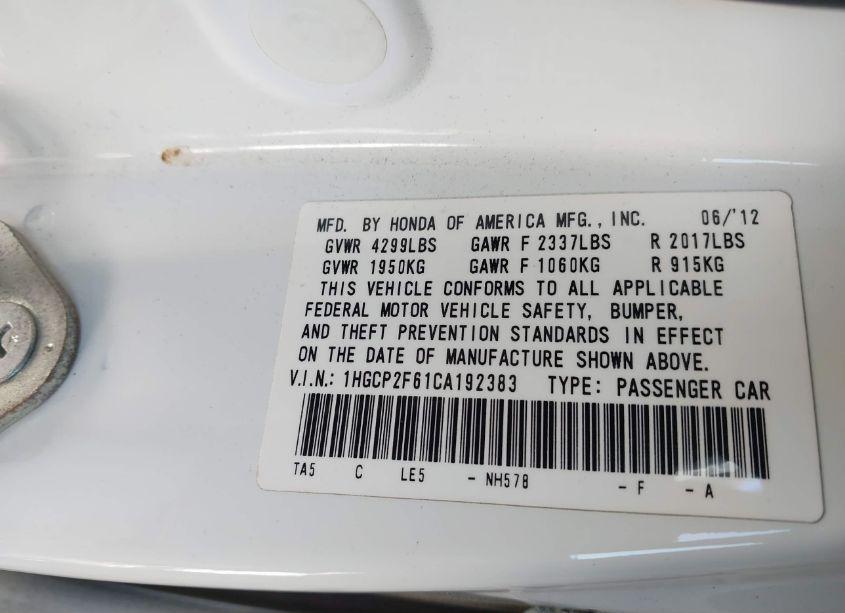 MFD. BY HONDA OF AMERICA MFG., INC. 06/'12
GVWR 4299LBS GAWR F 2337LBS R 2017LBS
GVWR 1950KG GAWR F 1060KG R 915KG
THIS VEHICLE CONFORMS TO ALL APPLICABLE
FEDERAL MOTOR VEHICLE SAFETY, BUMPER,
AND THEFT PREVENTION STANDARDS IN EFFECT
ON THE DATE OF MANUFACTURE SHOWN ABOVE.
V.I.N.: 1HGCP2F61CA192383 TYPE: PASSENGER CAR
TA5 C LE5 - NH578 - F - A